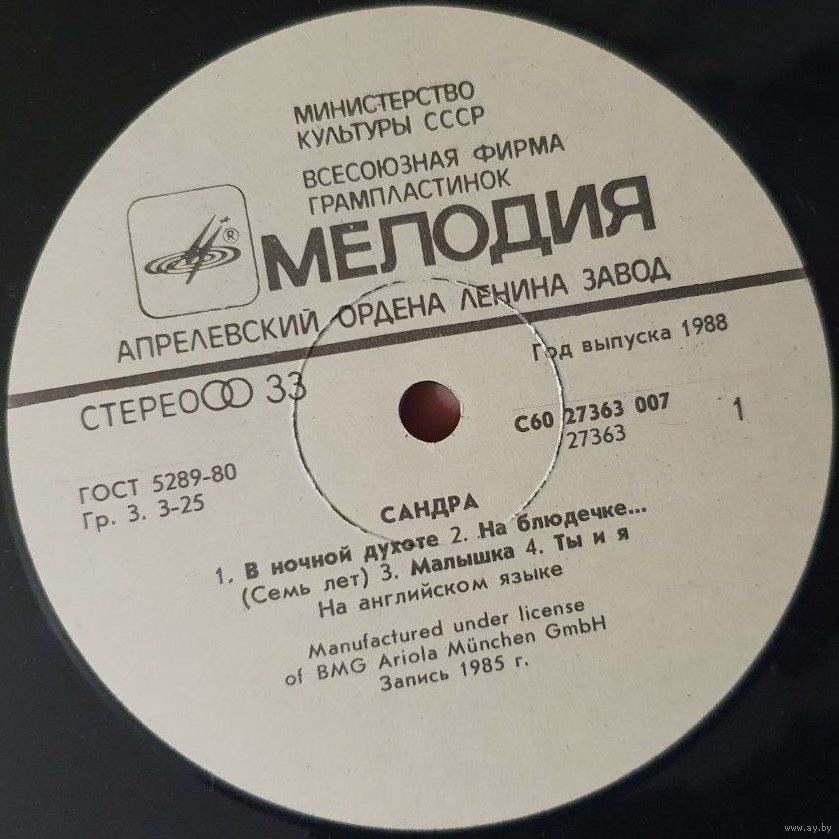 МИНИСТЕРСТВО
КУЛЬТУРЫ СССР
ВСЕСОЮЗНАЯ ФИРМА
ГРАМПЛАСТИНОК
®
МЕЛОДИЯ
АПРЕЛЕВСКИЙ ОРДЕНА ЛЕНИНА ЗАВОД
СТЕРЕО 33
Год выпуска 1988
ГОСТ 5289-80
Гр. 3. 3-25
С60 27363 007
27363
1
САНДРА
1. В ночной духоте 2. На блюдечке...
(Семь лет) 3. Малышка 4. Ты и я
На английском языке
Manufactured under license
of BMG Ariola München GmbH
Запись 1985 г.
www.ay.by